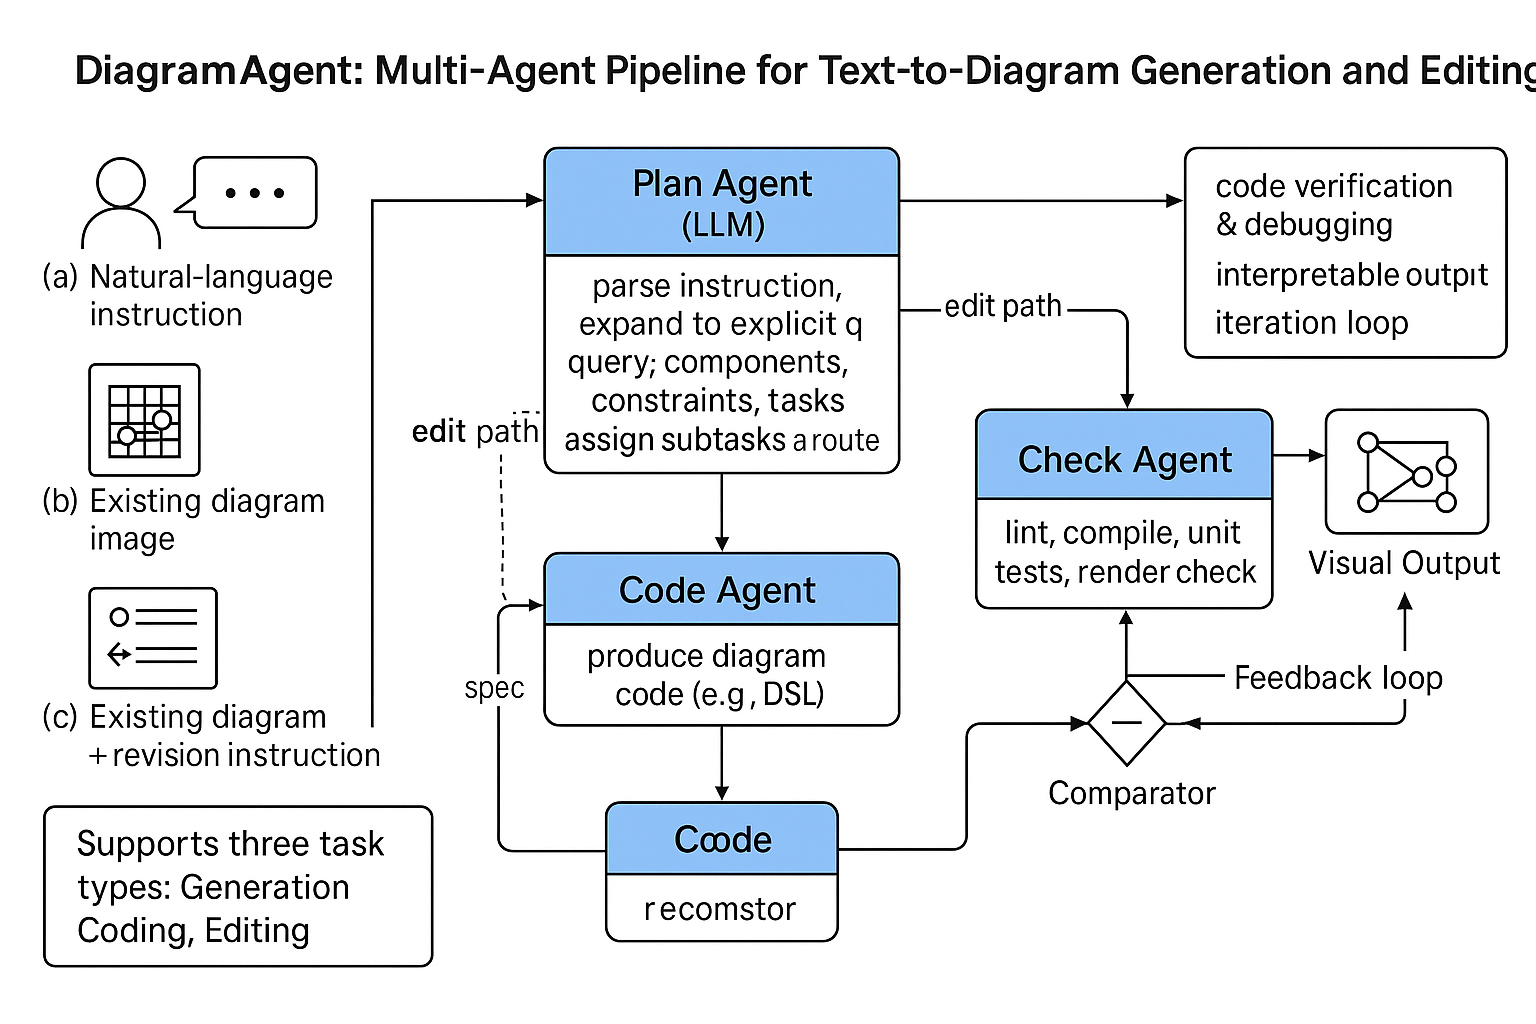 DiagramAgent: Multi-Agent Pipeline for Text-to-Diagram Generation and Editing
(a) Natural-language
instruction
(b) Existing diagram
image
(c) Existing diagram
+ revision instruction
Supports three task
types: Generation
Coding, Editing
Plan Agent
(LLM)
parse instruction,
expand to explicit q
query; components,
constraints, tasks
assign subtasks a route
edit path
edit path
Code Agent
produce diagram
code (e.g, DSL)
spec
Coode
recomstor
code verification
& debugging
interpretable outpıt
iteration loop
Check Agent
lint, compile, unit
tests, render check
Visual Output
Feedback loop
Comparator